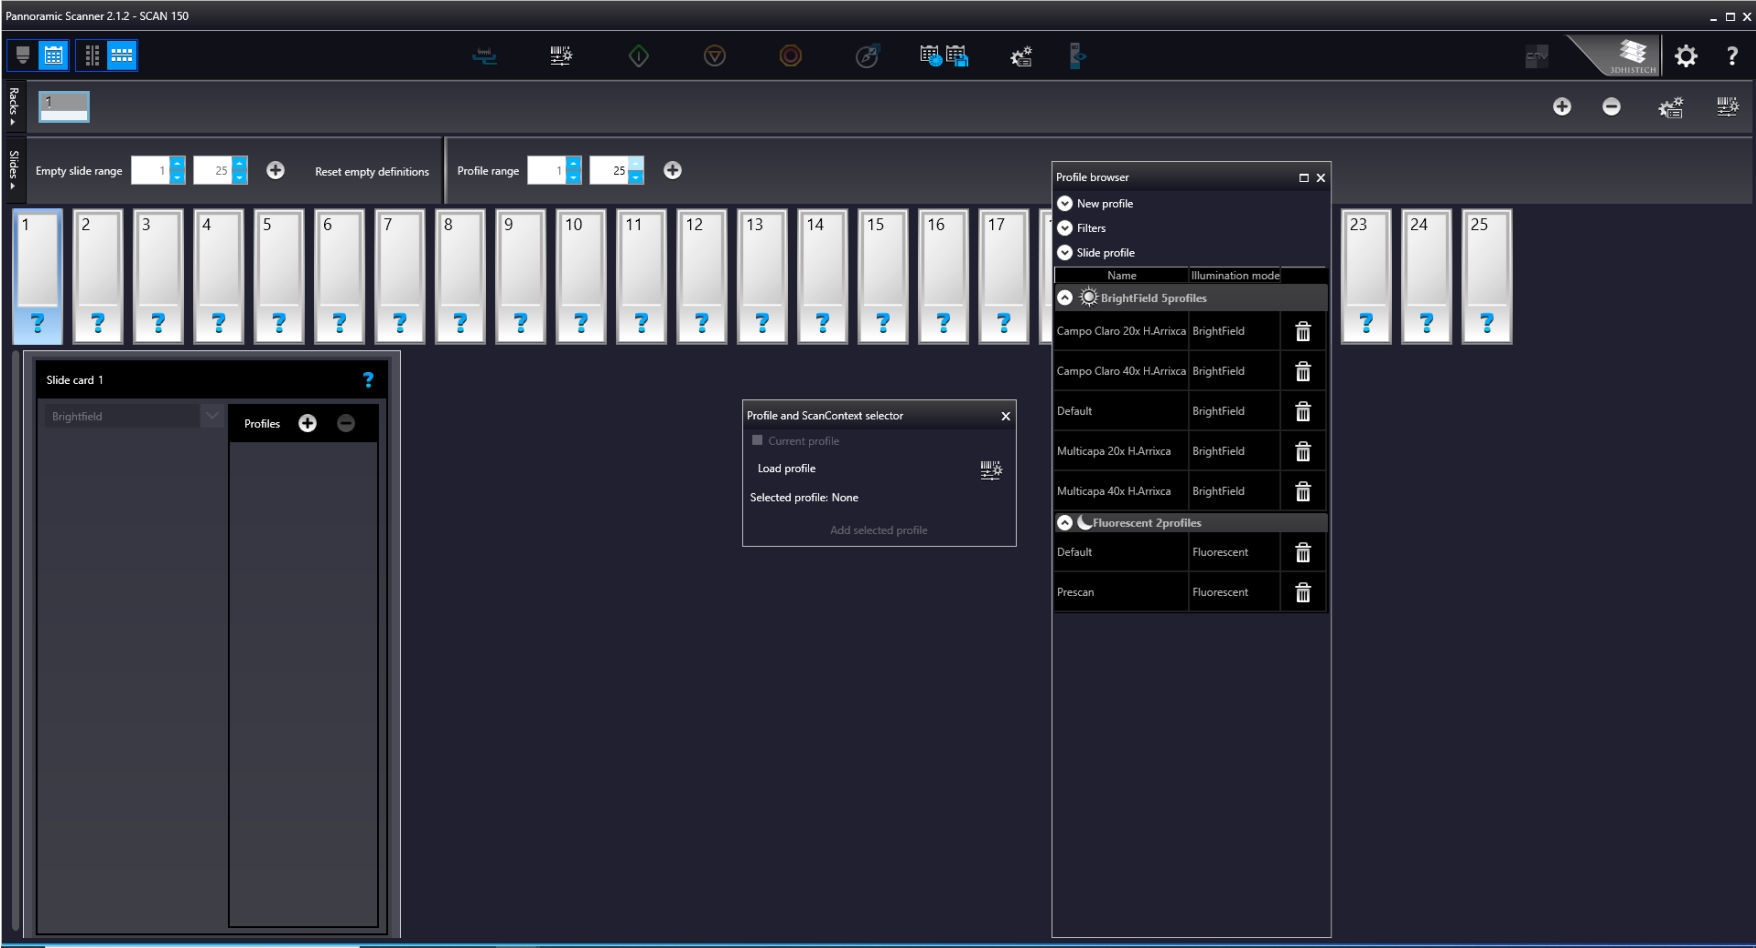 Pannoramic Scanner 2.1.2 - SCAN 150
3DHISTECH
?
Racks
1
Slides
Empty slide range 1 25 Reset empty definitions Profile range 1 25
1 2 3 4 5 6 7 8 9 10 11 12 13 14 15 16 17 23 24 25
? ? ? ? ? ? ? ? ? ? ? ? ? ? ? ? ? ? ? ?
Slide card 1 ?
Brightfield
Profiles
Profile and ScanContext selector
Current profile
Load profile
Selected profile: None
Add selected profile
Profile browser
New profile
Filters
Slide profile
Name Illumination mode
BrightField 5profiles
Campo Claro 20x H.Arrixca BrightField
Campo Claro 40x H.Arrixca BrightField
Default BrightField
Multicapa 20x H.Arrixca BrightField
Multicapa 40x H.Arrixca BrightField
Fluorescent 2profiles
Default Fluorescent
Prescan Fluorescent